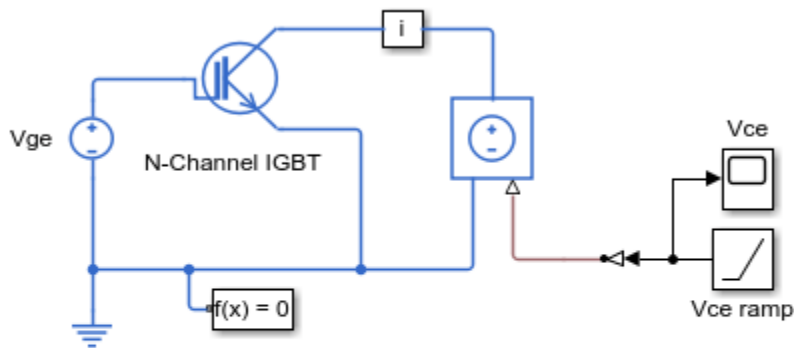 i
Vge
N-Channel IGBT
Vce
f(x) = 0
Vce ramp